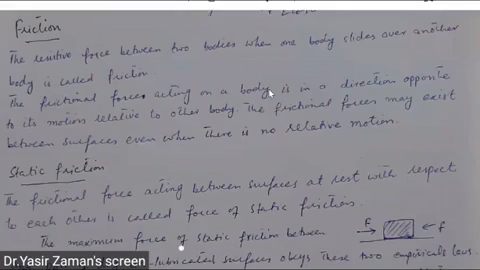 Friction
The resistive force between two bodies when one body slides over another
body is called friction
The frictional forces acting on a body is in a direction opposite
to its motion relative to other body. The frictional forces may exist
between surfaces even when there is no relative motion.
Static friction
The frictional force acting between surfaces at rest with respect
to each other is called force of static friction.
The maximum force of static friction between
F f
lubricated surfaces obeys these two empirical laws.
Dr.Yasir Zaman's screen